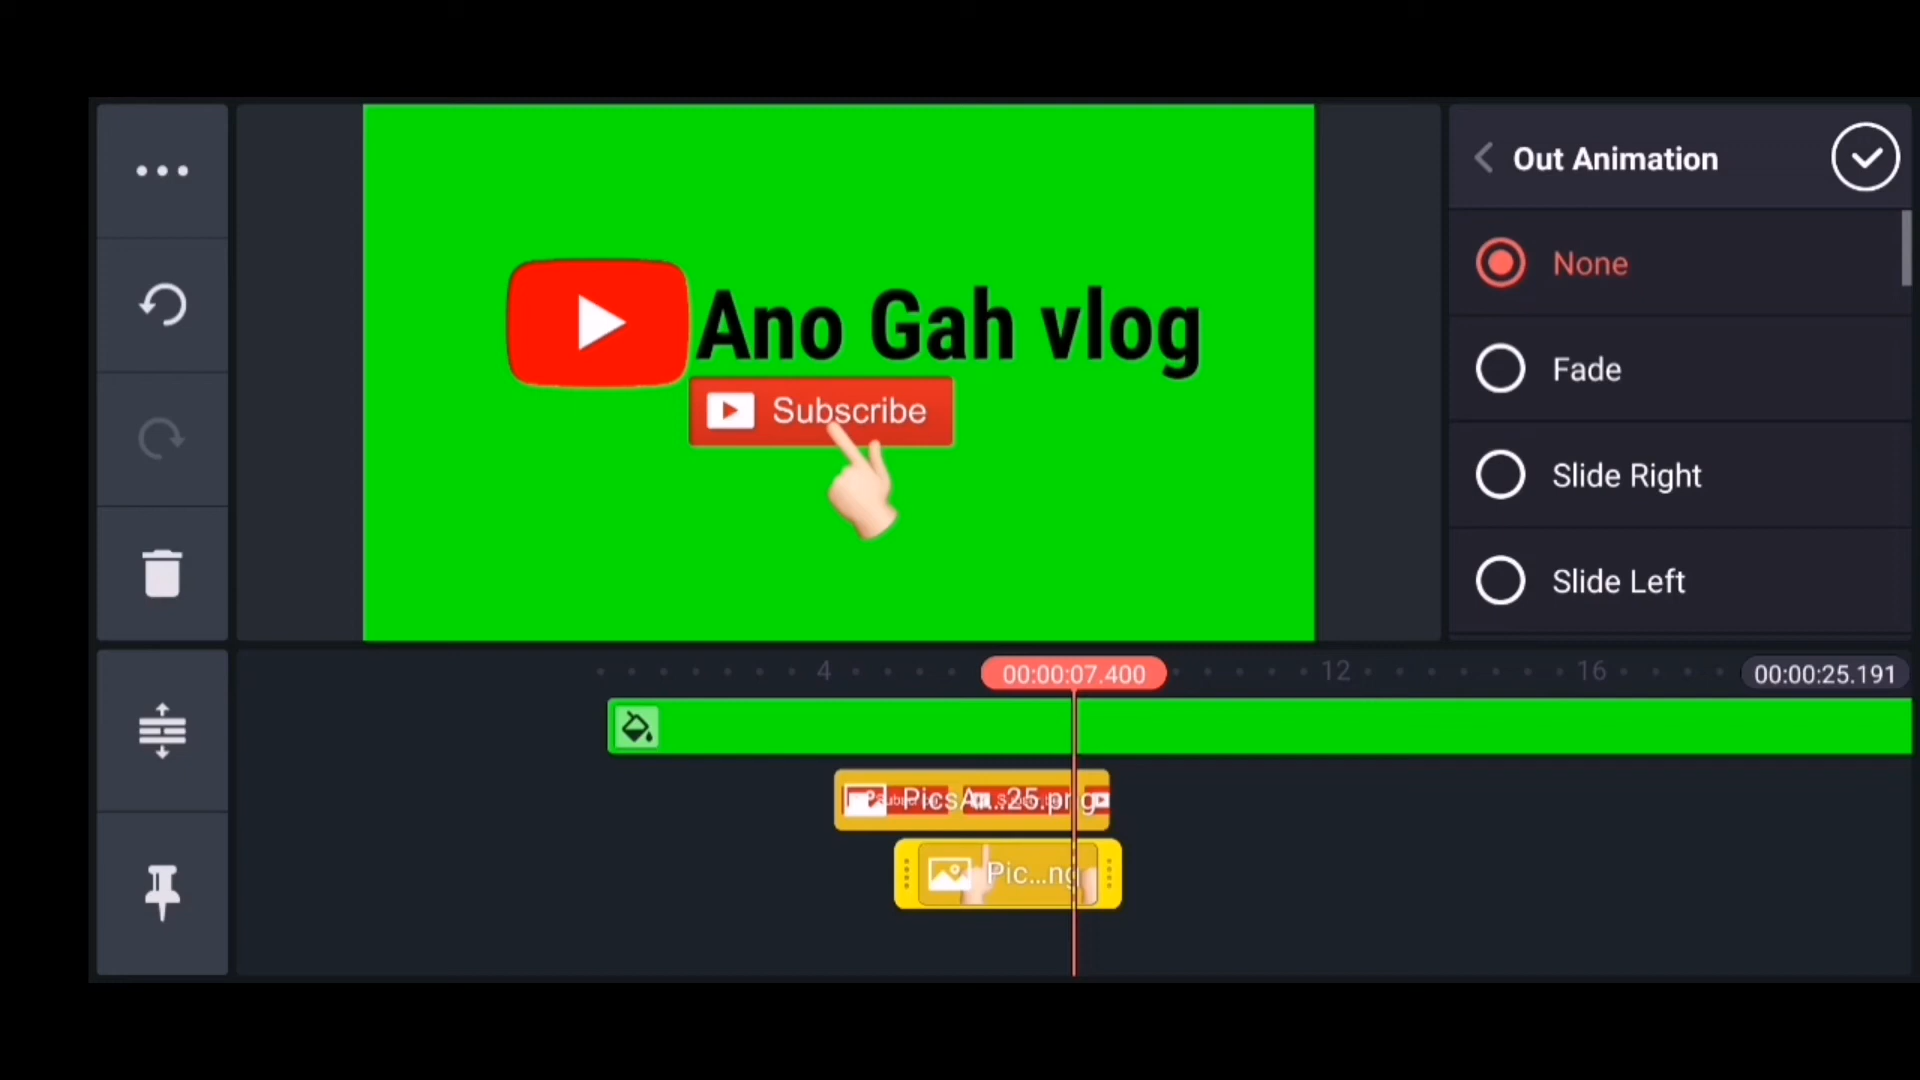 Out Animation
None
Fade
Slide Right
Slide Left
Ano Gah vlog
Subscribe
4
00:00:07.400
12
16
00:00:25.191
PicsAr..25.png
Pic...ng